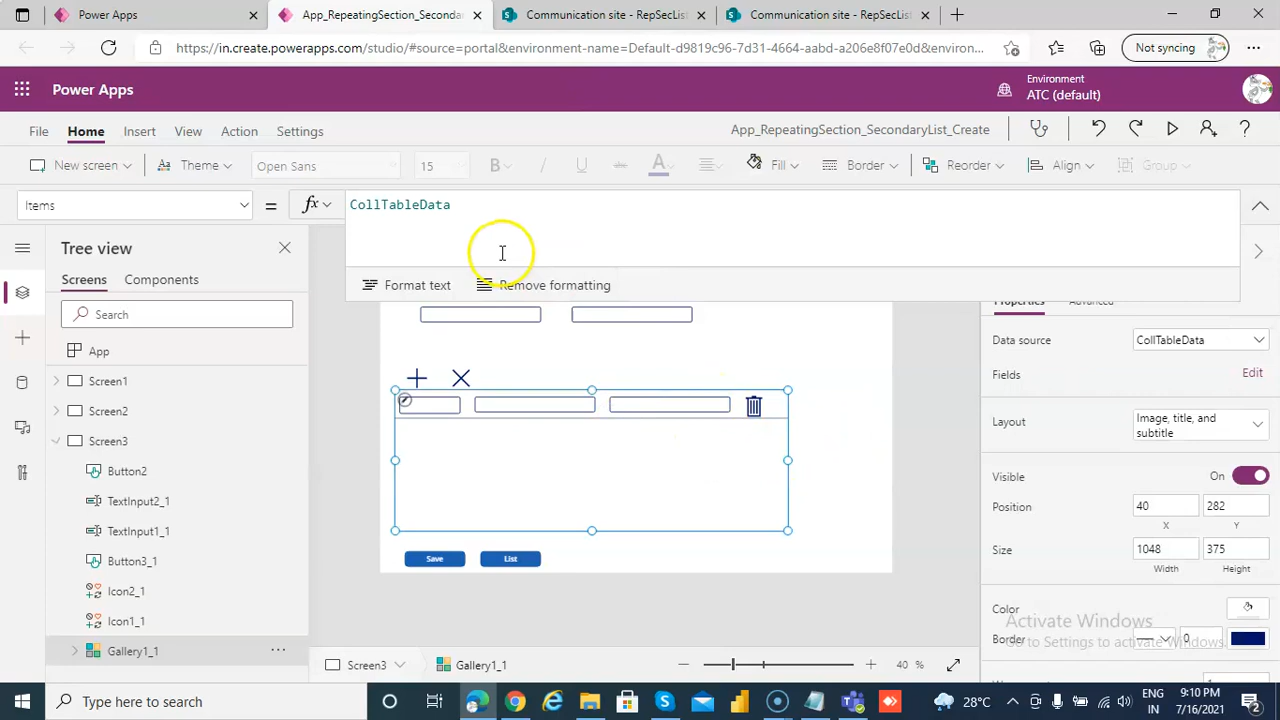 Power Apps
App_RepeatingSection_Seconda
Communication site - RepSecList
Communication site - RepSecList
https://in.create.powerapps.com/studio/#source=portal&environment-name=Default-d9819c96-7d31-4664-aabd-a206e8f07e0d&environ...
Not syncing
Power Apps
Environment
ATC (default)
File
Home
Insert
View
Action
Settings
App_RepeatingSection_SecondaryList_Create
New screen
Theme
Open Sans
15
B
A
Fill
Border
Reorder
Align
Group
Items
=
fx
CollTableData
Format text
Remove formatting
Tree view
Screens
Components
Search
App
Screen1
Screen2
Screen3
Button2
TextInput2_1
TextInput1_1
Button3_1
Icon2_1
Icon1_1
Gallery1_1
Save
List
Properties
Advanced
Data source
CollTableData
Fields
Edit
Layout
Image, title, and subtitle
Visible
On
Position
40
282
X
Y
Size
1048
375
Width
Height
Color
Border
0
Activate Windows
Go to Settings to activate Windows.
Screen3
Gallery1_1
40 %
Type here to search
28°C
ENG
IN
9:10 PM
7/16/2021
2